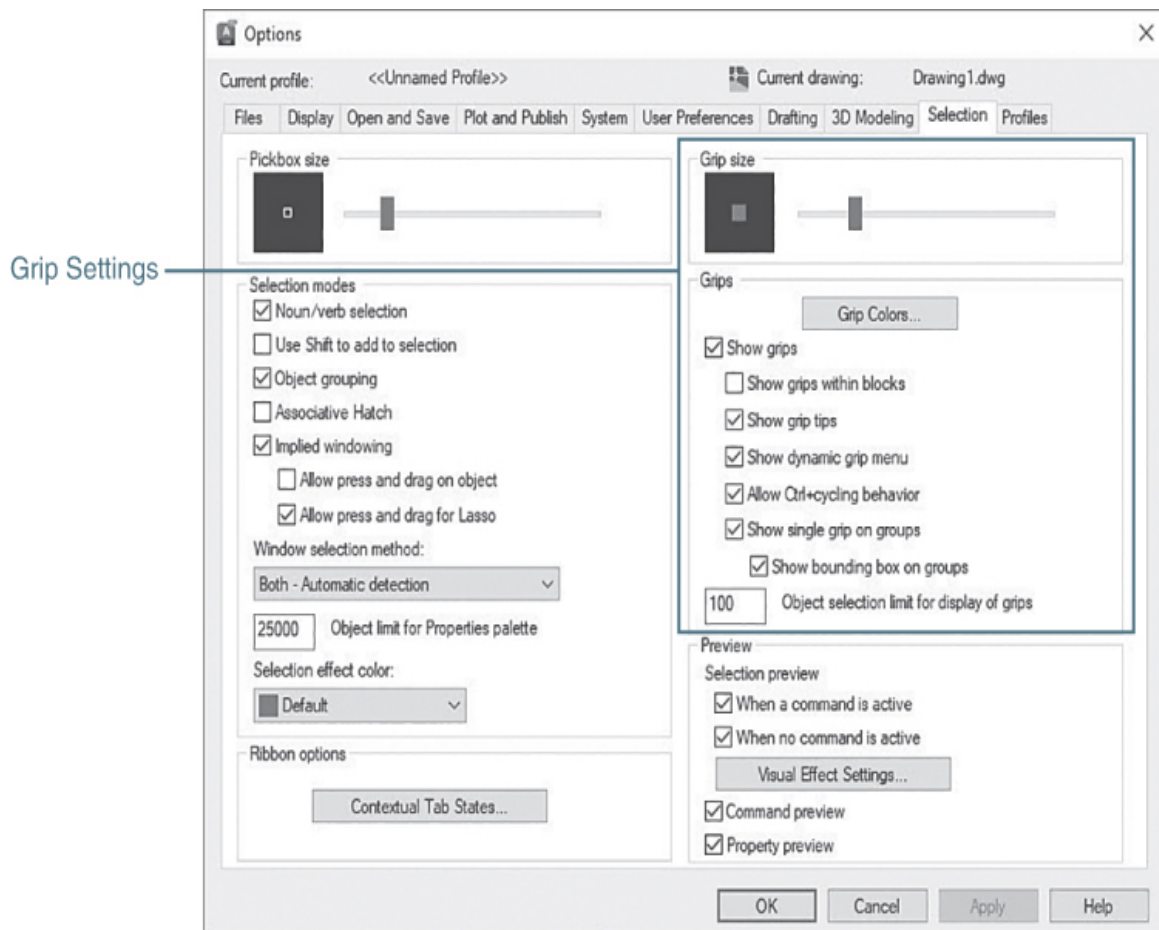 Options
Current profile: <<Unnamed Profile>> Current drawing: Drawing1.dwg
Files Display Open and Save Plot and Publish System User Preferences Drafting 3D Modeling Selection Profiles
Pickbox size
Grip size
Grip Settings
Selection modes
Noun/verb selection
Use Shift to add to selection
Object grouping
Associative Hatch
Implied windowing
Allow press and drag on object
Allow press and drag for Lasso
Window selection method:
Both - Automatic detection
25000 Object limit for Properties palette
Selection effect color:
Default
Ribbon options
Contextual Tab States...
Grips
Grip Colors...
Show grips
Show grips within blocks
Show grip tips
Show dynamic grip menu
Allow Ctrl+cycling behavior
Show single grip on groups
Show bounding box on groups
100 Object selection limit for display of grips
Preview
Selection preview
When a command is active
When no command is active
Visual Effect Settings...
Command preview
Property preview
OK Cancel Apply Help